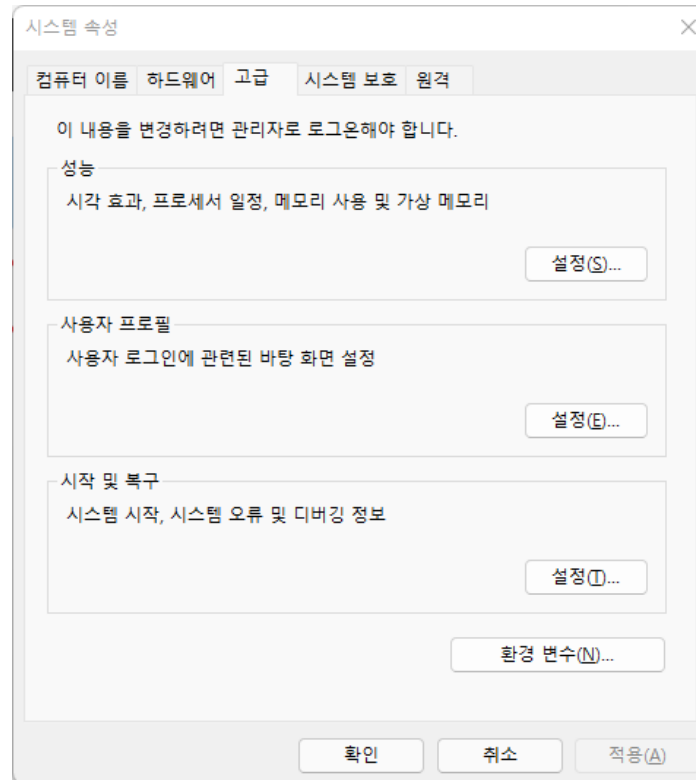 시스템 속성
컴퓨터 이름 하드웨어 고급 시스템 보호 원격
이 내용을 변경하려면 관리자로 로그온해야 합니다.
성능
시각 효과, 프로세서 일정, 메모리 사용 및 가상 메모리
설정(S)...
사용자 프로필
사용자 로그인에 관련된 바탕 화면 설정
설정(E)...
시작 및 복구
시스템 시작, 시스템 오류 및 디버깅 정보
설정(T)...
환경 변수(N)...
확인 취소 적용(A)